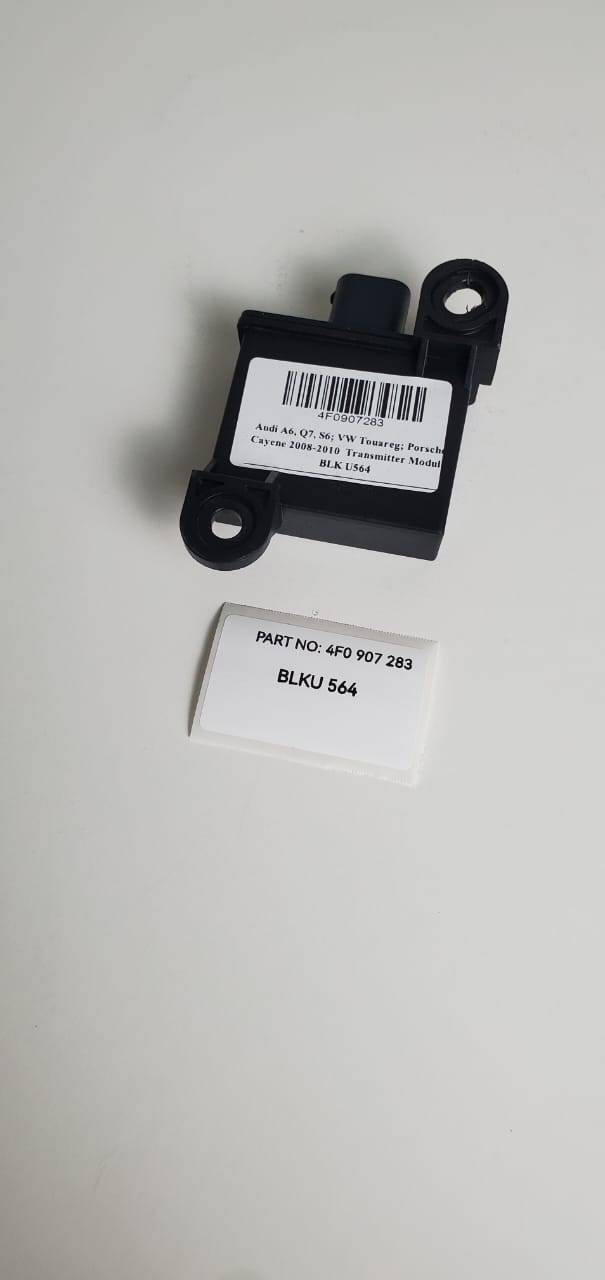 4F0907283
Audi A6, Q7, S6; VW Touareg; Porsche
Cayene 2008-2010 Transmitter Modul
BLK U564
PART NO: 4F0 907 283
BLKU 564